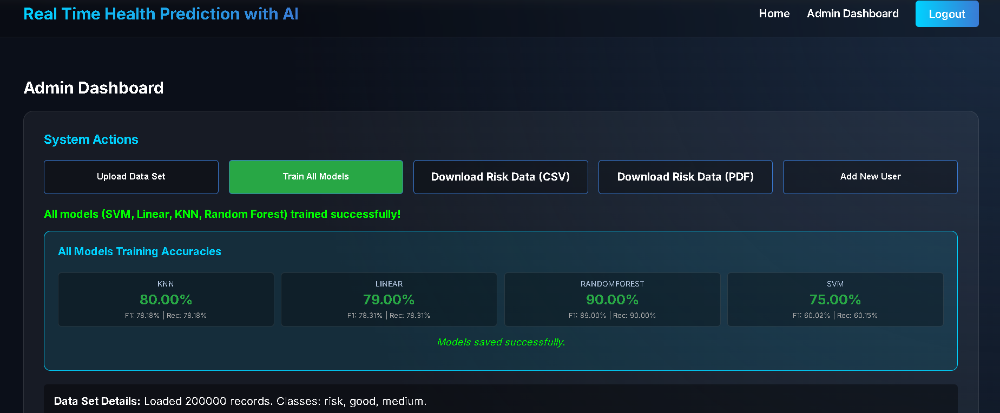 Real Time Health Prediction with AI
Home
Admin Dashboard
Logout
Admin Dashboard
System Actions
Upload Data Set
Train All Models
Download Risk Data (CSV)
Download Risk Data (PDF)
Add New User
All models (SVM, Linear, KNN, Random Forest) trained successfully!
All Models Training Accuracies
KNN
80.00%
F1: 78.18% | Rec: 78.18%
LINEAR
79.00%
F1: 78.31% | Rec: 78.31%
RANDOMFOREST
90.00%
F1: 89.00% | Rec: 90.00%
SVM
75.00%
F1: 60.02% | Rec: 60.15%
Models saved successfully.
Data Set Details: Loaded 200000 records. Classes: risk, good, medium.